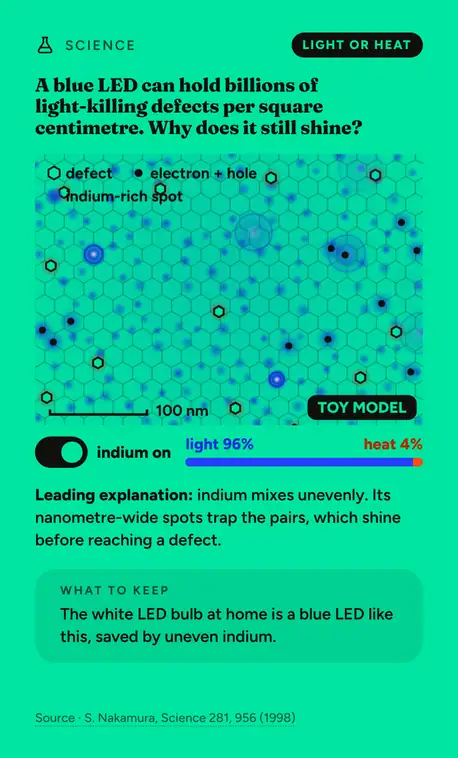 SCIENCE
LIGHT OR HEAT
A blue LED can hold billions of
light-killing defects per square
centimetre. Why does it still shine?
defect
electron + hole
indium-rich spot
100 nm
TOY MODEL
indium on
light 96%
heat 4%
Leading explanation: indium mixes unevenly. Its
nanometre-wide spots trap the pairs, which shine
before reaching a defect.
WHAT TO KEEP
The white LED bulb at home is a blue LED like
this, saved by uneven indium.
Source · S. Nakamura, Science 281, 956 (1998)